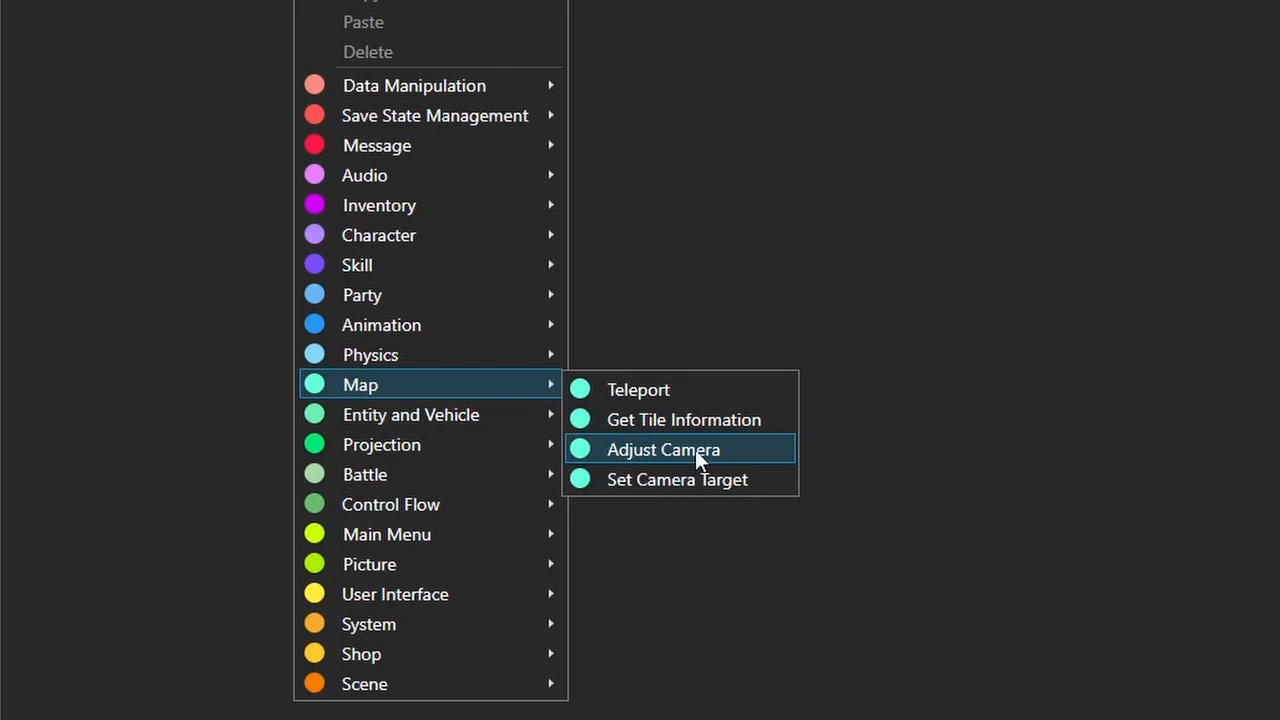 Paste
Delete
Data Manipulation
Save State Management
Message
Audio
Inventory
Character
Skill
Party
Animation
Physics
Map
Entity and Vehicle
Projection
Battle
Control Flow
Main Menu
Picture
User Interface
System
Shop
Scene
Teleport
Get Tile Information
Adjust Camera
Set Camera Target